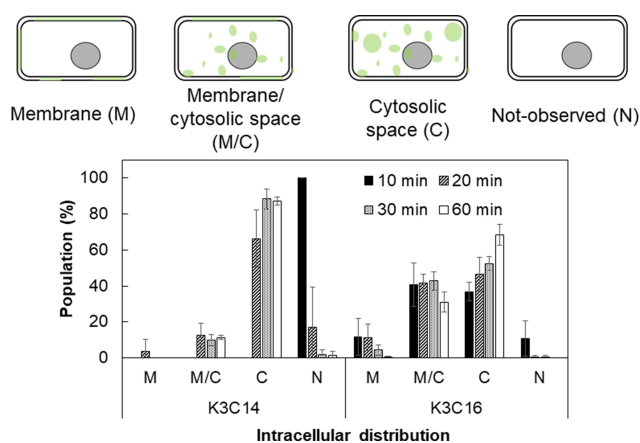 Membrane (M)
Membrane/
cytosolic space
(M/C)
Cytosolic
space (C)
Not-observed (N)
Population (%)
100
80
60
40
20
0
10 min
20 min
30 min
60 min
M
M/C
C
N
M
M/C
C
N
K3C14
K3C16
Intracellular distribution